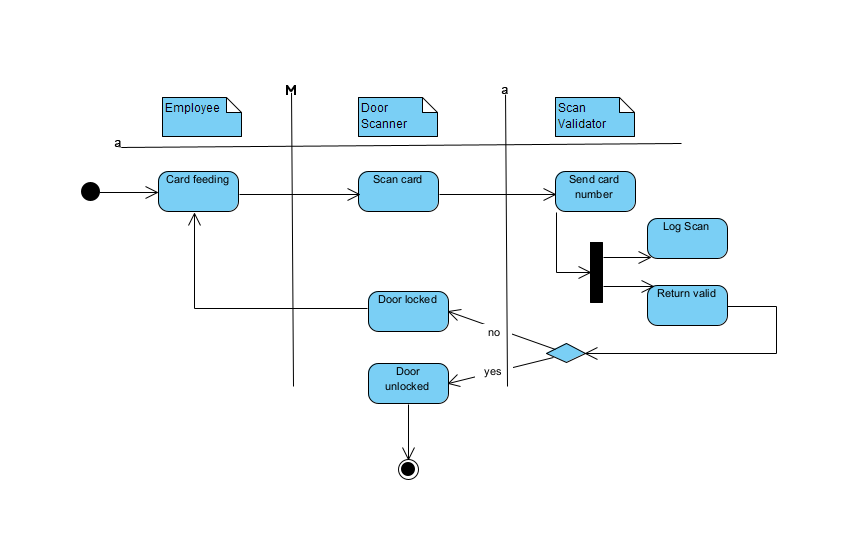 M
a
Employee
Door
Scanner
Scan
Validator
a
Card feeding
Scan card
Send card
number
Log Scan
Return valid
Door locked
no
yes
Door
unlocked